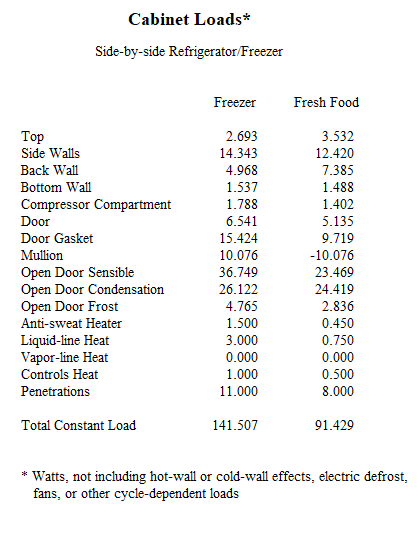 Cabinet Loads*
Side-by-side Refrigerator/Freezer
Freezer Fresh Food
Top 2.693 3.532
Side Walls 14.343 12.420
Back Wall 4.968 7.385
Bottom Wall 1.537 1.488
Compressor Compartment 1.788 1.402
Door 6.541 5.135
Door Gasket 15.424 9.719
Mullion 10.076 -10.076
Open Door Sensible 36.749 23.469
Open Door Condensation 26.122 24.419
Open Door Frost 4.765 2.836
Anti-sweat Heater 1.500 0.450
Liquid-line Heat 3.000 0.750
Vapor-line Heat 0.000 0.000
Controls Heat 1.000 0.500
Penetrations 11.000 8.000
Total Constant Load 141.507 91.429
* Watts, not including hot-wall or cold-wall effects, electric defrost,
fans, or other cycle-dependent loads